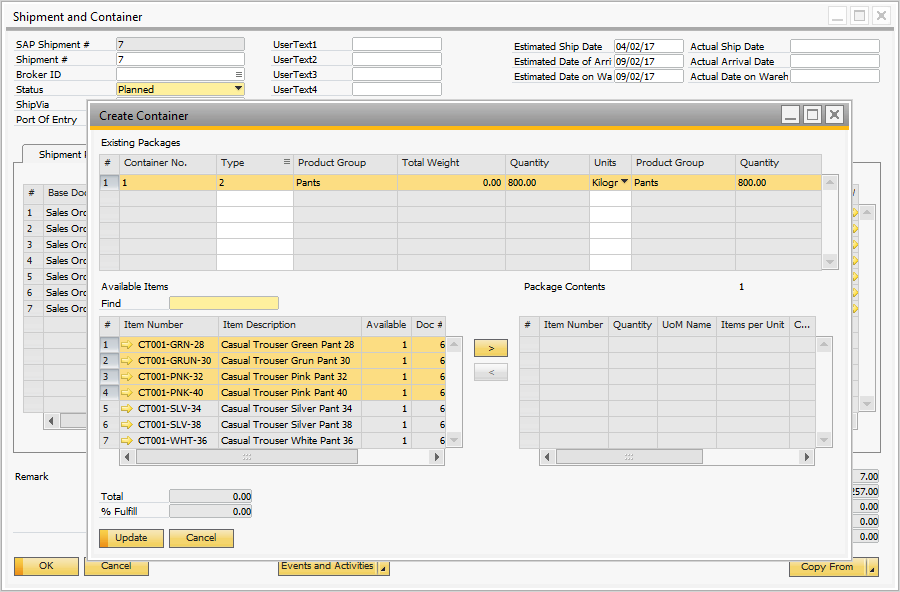 Shipment and Container
SAP Shipment # 7 UserText1 Estimated Ship Date 04/02/17 Actual Ship Date
Shipment # 7 UserText2 Estimated Date of Arri 09/02/17 Actual Arrival Date
Broker ID UserText3 Estimated Date on Wa 09/02/17 Actual Date on Wareh
Status Planned UserText4
ShipVia
Port Of Entry
Create Container
Existing Packages
# Container No. Type Product Group Total Weight Quantity Units Product Group Quantity
1 1 2 Pants 0.00 800.00 Kilogr Pants 800.00
Shipment
# Base Dou
1 Sales Orc
2 Sales Orc
3 Sales Orc
4 Sales Orc
5 Sales Orc
6 Sales Orc
7 Sales Orc
Available Items Package Contents 1
Find
# Item Number Item Description Available Doc #
1 CT001-GRN-28 Casual Trouser Green Pant 28 1 6
2 CT001-GRUN-30 Casual Trouser Grun Pant 30 1 6
3 CT001-PNK-32 Casual Trouser Pink Pant 32 1 6
4 CT001-PNK-40 Casual Trouser Pink Pant 40 1 6
5 CT001-SLV-34 Casual Trouser Silver Pant 34 1 6
6 CT001-SLV-38 Casual Trouser Silver Pant 38 1 6
7 CT001-WHT-36 Casual Trouser White Pant 36 1 6
>
<
# Item Number Quantity UoM Name Items per Unit C...
Total 0.00
% Fulfill 0.00
Update Cancel
Remark
7.00
257.00
0.00
0.00
0.00
OK Cancel Events and Activities Copy From